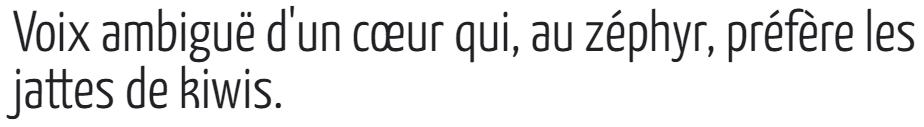 Voix ambiguë d'un cœur qui, au zéphyr, préfère les
jattes de kiwis.